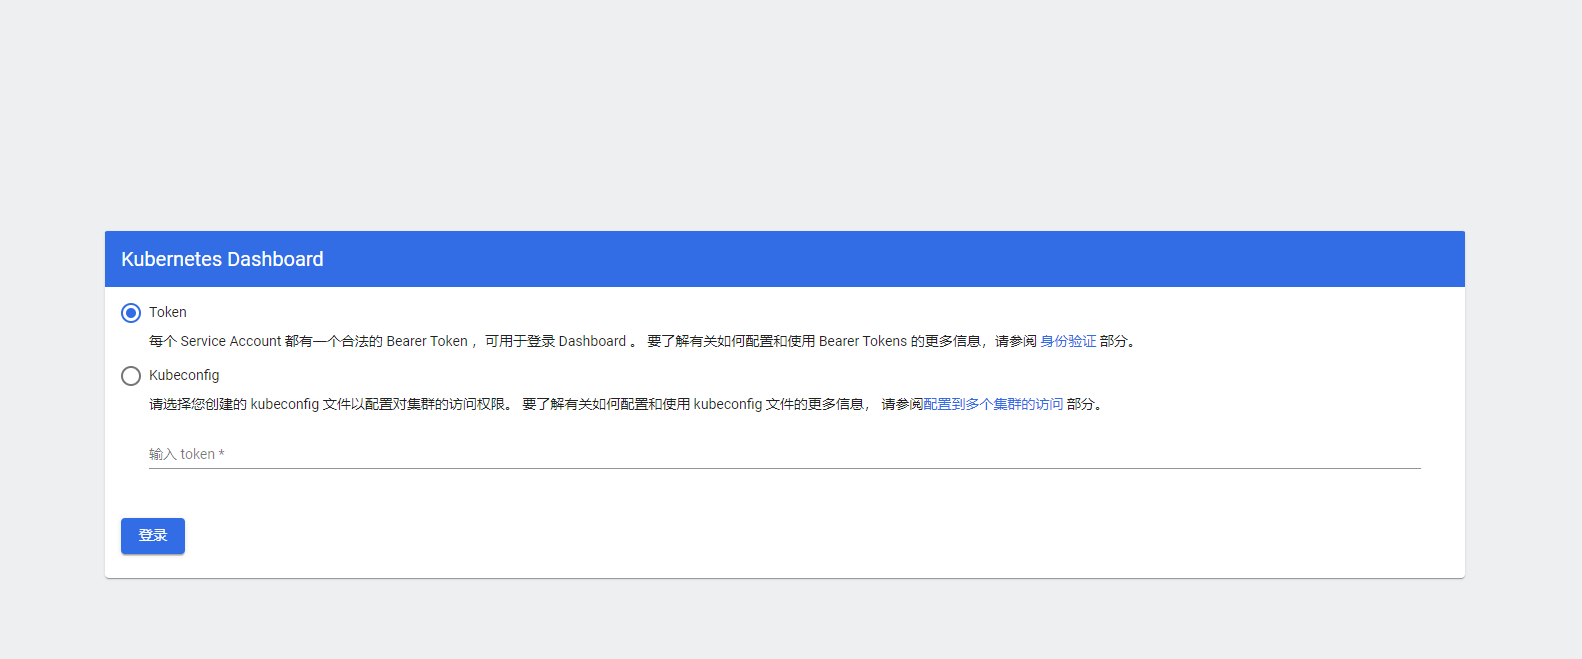 Kubernetes Dashboard
Token
每个 Service Account 都有一个合法的 Bearer Token ，可用于登录 Dashboard 。 要了解有关如何配置和使用 Bearer Tokens 的更多信息，请参阅 身份验证 部分。
Kubeconfig
请选择您创建的 kubeconfig 文件以配置对集群的访问权限。 要了解有关如何配置和使用 kubeconfig 文件的更多信息， 请参阅配置到多个集群的访问 部分。
输入 token *
登录